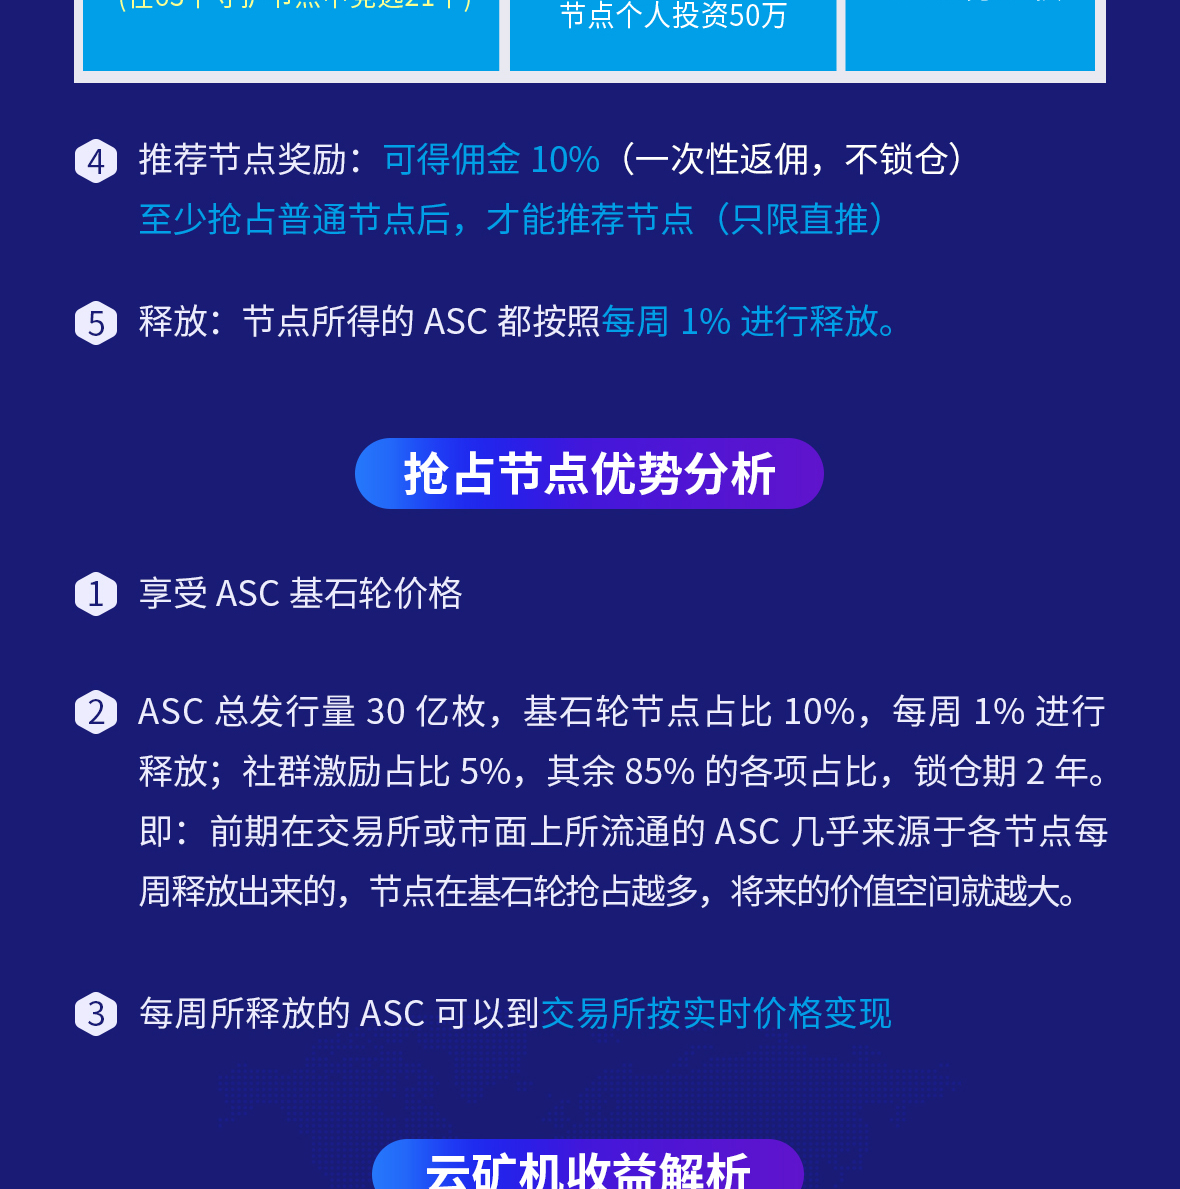 节点个人投资50万
4 推荐节点奖励：可得佣金 10%（一次性返佣，不锁仓）
至少抢占普通节点后，才能推荐节点（只限直推）
5 释放：节点所得的 ASC 都按照每周 1% 进行释放。
抢占节点优势分析
1 享受 ASC 基石轮价格
2 ASC 总发行量 30 亿枚，基石轮节点占比 10%，每周 1% 进行
释放；社群激励占比 5%，其余 85% 的各项占比，锁仓期 2 年。
即：前期在交易所或市面上所流通的 ASC 几乎来源于各节点每
周释放出来的，节点在基石轮抢占越多，将来的价值空间就越大。
3 每周所释放的 ASC 可以到交易所按实时价格变现
云矿机收益解析